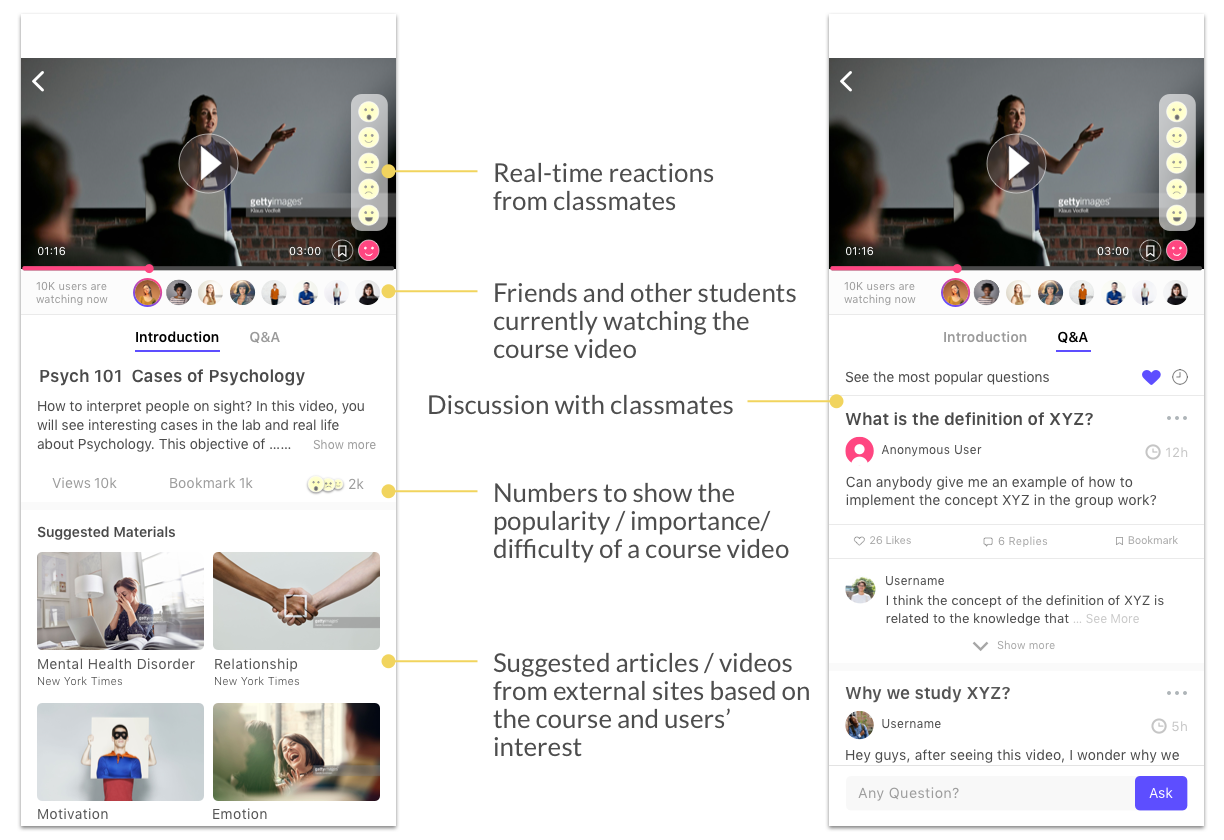 gettyimages®
Klaus Vedfelt
01:16
03:00
10K users are
watching now
Introduction
Q&A
Psych 101 Cases of Psychology
How to interpret people on sight? In this video, you
will see interesting cases in the lab and real life
about Psychology. This objective of ...... Show more
Views 10k
Bookmark 1k
2k
Suggested Materials
Mental Health Disorder
New York Times
Relationship
New York Times
Motivation
Emotion
Real-time reactions
from classmates
Friends and other students
currently watching the
course video
Discussion with classmates
Numbers to show the
popularity / importance/
difficulty of a course video
Suggested articles / videos
from external sites based on
the course and users’
interest
gettyimages®
Klaus Vedfelt
01:16
03:00
10K users are
watching now
Introduction
Q&A
See the most popular questions
What is the definition of XYZ?
Anonymous User
12h
Can anybody give me an example of how to
implement the concept XYZ in the group work?
26 Likes
6 Replies
Bookmark
Username
I think the concept of the definition of XYZ is
related to the knowledge that ... See More
Show more
Why we study XYZ?
Username
5h
Hey guys, after seeing this video, I wonder why we
Any Question?
Ask